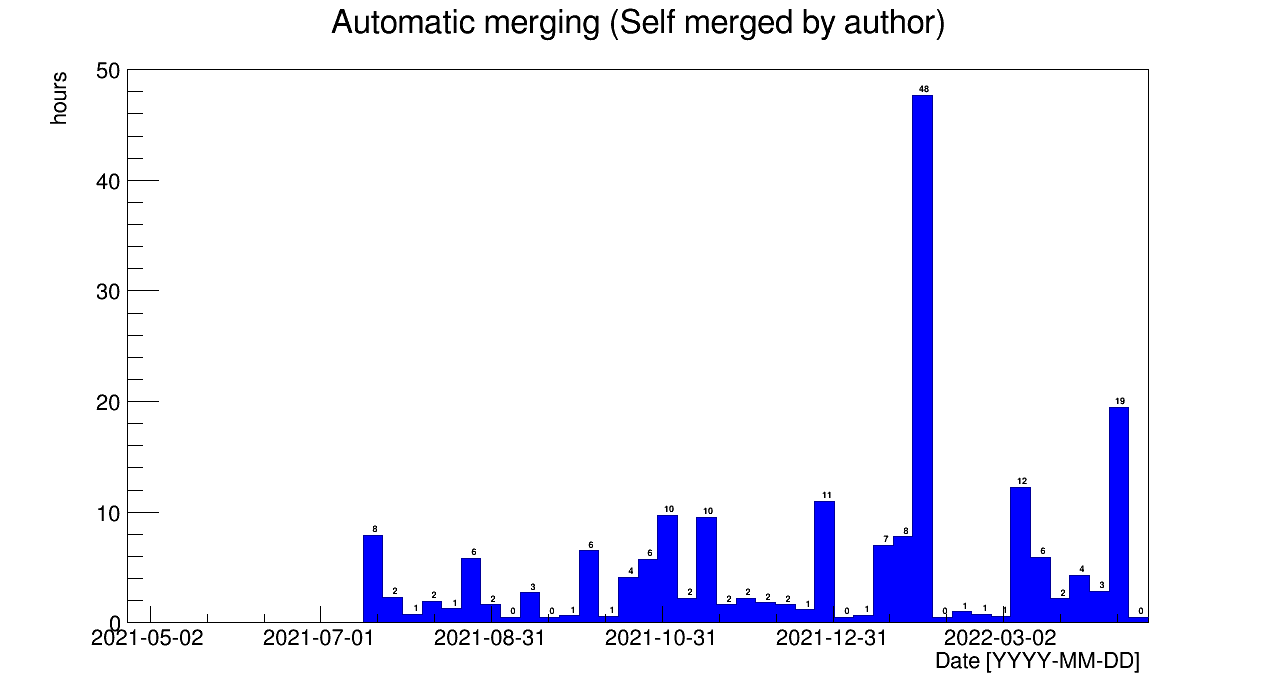 Automatic merging (Self merged by author)
hours
50
40
30
20
10
0
8 2 1 2 1 6 2 0 3 0 1 6 1 4 6 10 2 10 2 2 2 2 1 11 0 1 7 8 48 0 1 1 1 12 6 2 4 3 19 0
2021-05-02 2021-07-01 2021-08-31 2021-10-31 2021-12-31 2022-03-02
Date [YYYY-MM-DD]